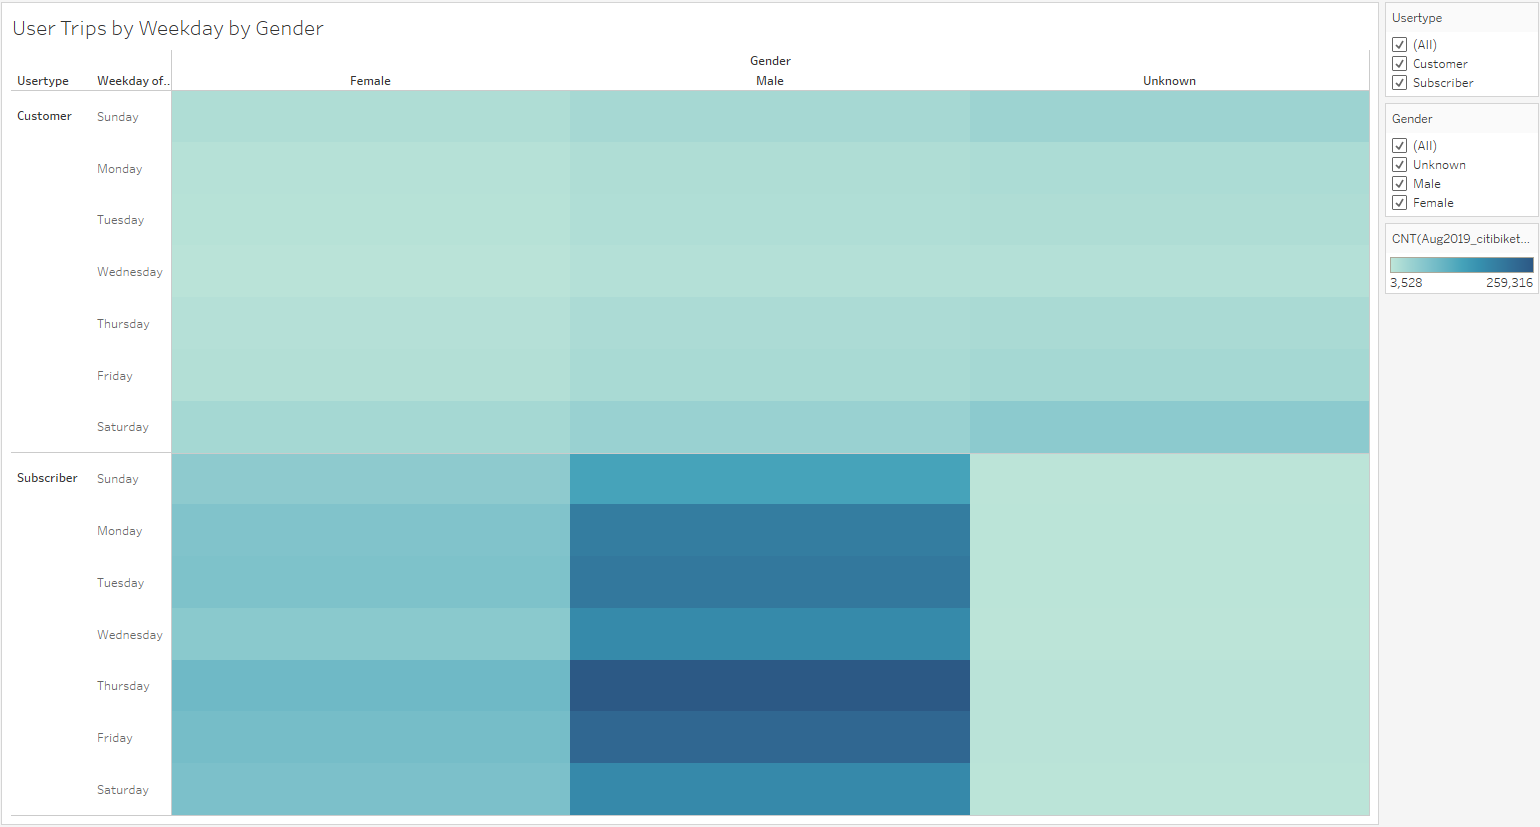 User Trips by Weekday by Gender
Gender
Usertype Weekday of.. Female Male Unknown
Customer Sunday
Monday
Tuesday
Wednesday
Thursday
Friday
Saturday
Subscriber Sunday
Monday
Tuesday
Wednesday
Thursday
Friday
Saturday
Usertype
(All)
Customer
Subscriber
Gender
(All)
Unknown
Male
Female
CNT(Aug2019_citibiket...
3,528 259,316